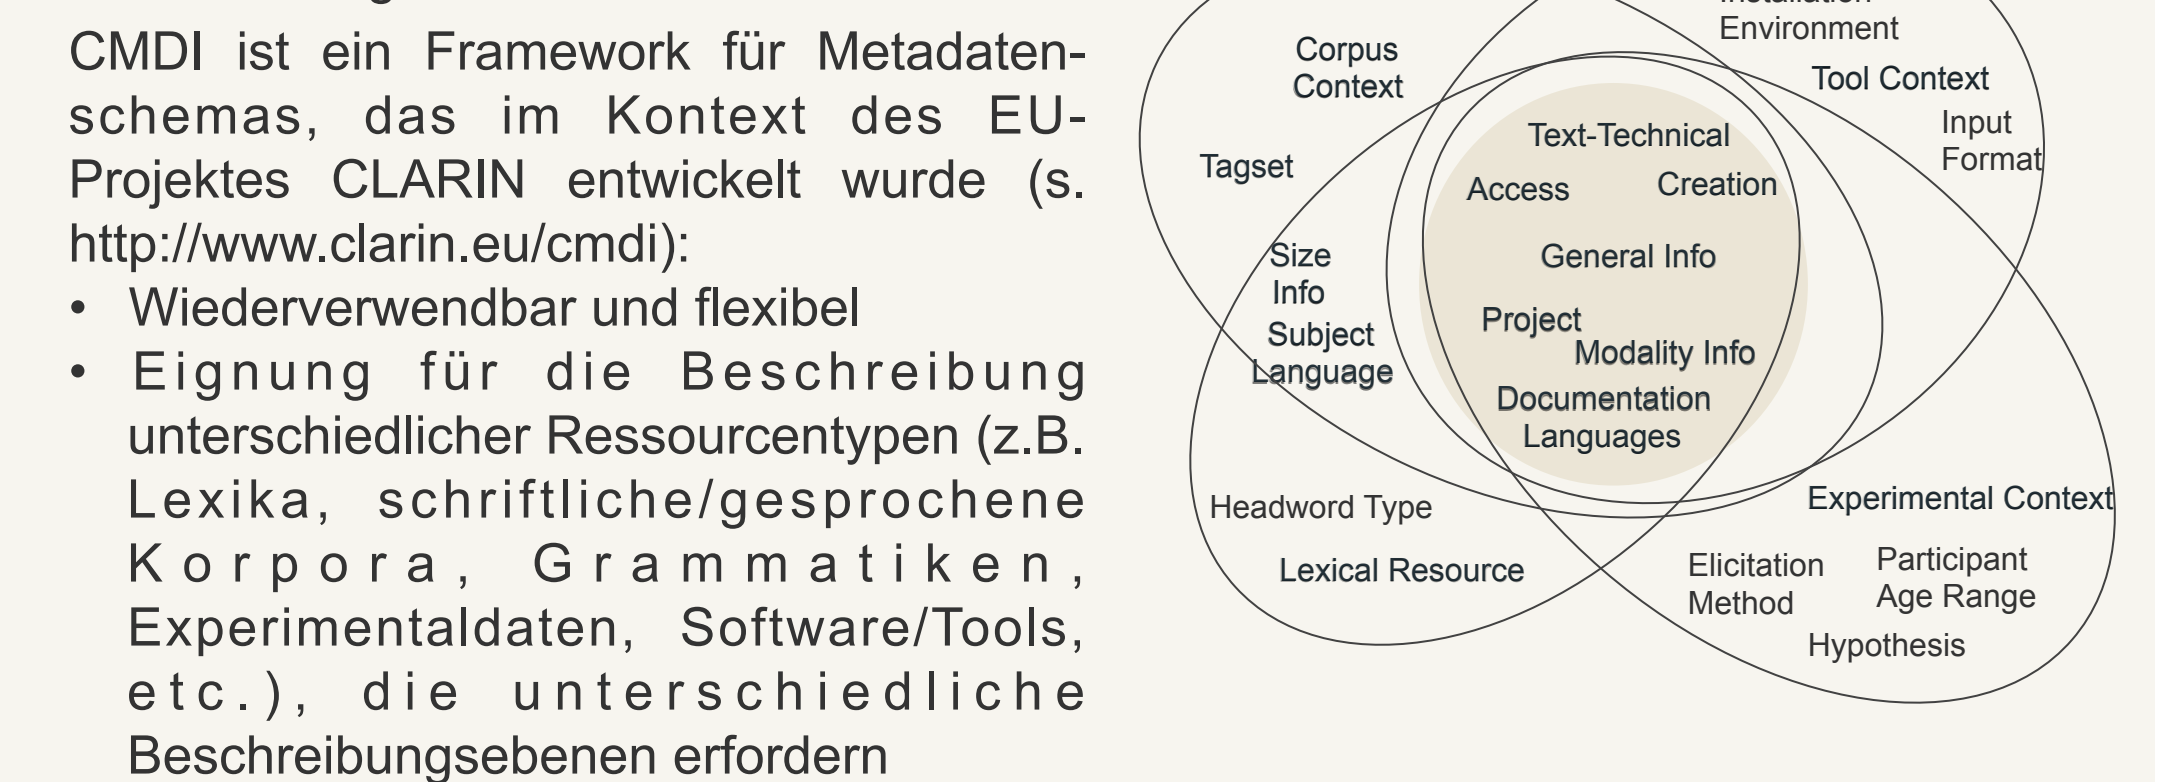 CMDI ist ein Framework für Metadaten-
schemas, das im Kontext des EU-
Projektes CLARIN entwickelt wurde (s.
http://www.clarin.eu/cmdi):
• Wiederverwendbar und flexibel
• Eignung für die Beschreibung
unterschiedlicher Ressourcentypen (z.B.
Lexika, schriftliche/gesprochene
Korpora, Grammatiken,
Experimentaldaten, Software/Tools,
etc.), die unterschiedliche
Beschreibungsebenen erfordern
Environment
Corpus
Context
Tool Context
Input
Format
Tagset
Text-Technical
Access
Creation
General Info
Size
Info
Subject
Language
Project
Modality Info
Documentation
Languages
Headword Type
Lexical Resource
Experimental Context
Elicitation
Method
Participant
Age Range
Hypothesis